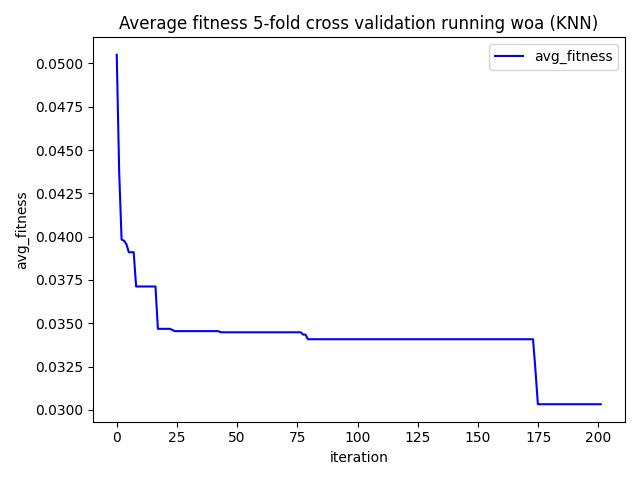 Average fitness 5-fold cross validation running woa (KNN)
avg_fitness
0.0500
0.0475
0.0450
0.0425
0.0400
0.0375
0.0350
0.0325
0.0300
avg_fitness
0 25 50 75 100 125 150 175 200
iteration